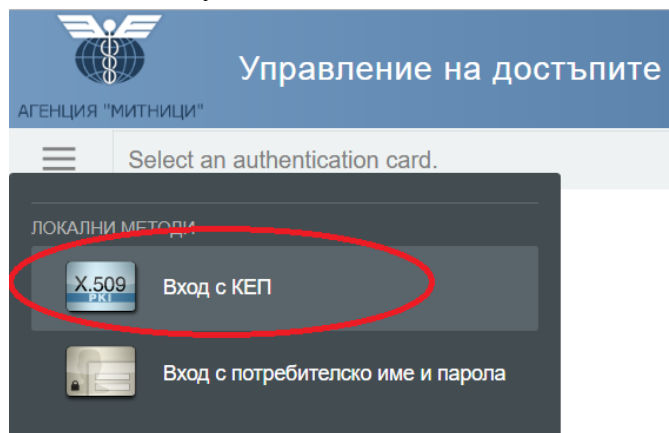 Управление на достъпите
АГЕНЦИЯ "МИТНИЦИ"
Select an authentication card.
ЛОКАЛНИ МЕТОДИ
X.509
PKI
Вход с КЕП
Вход с потребителско име и парола